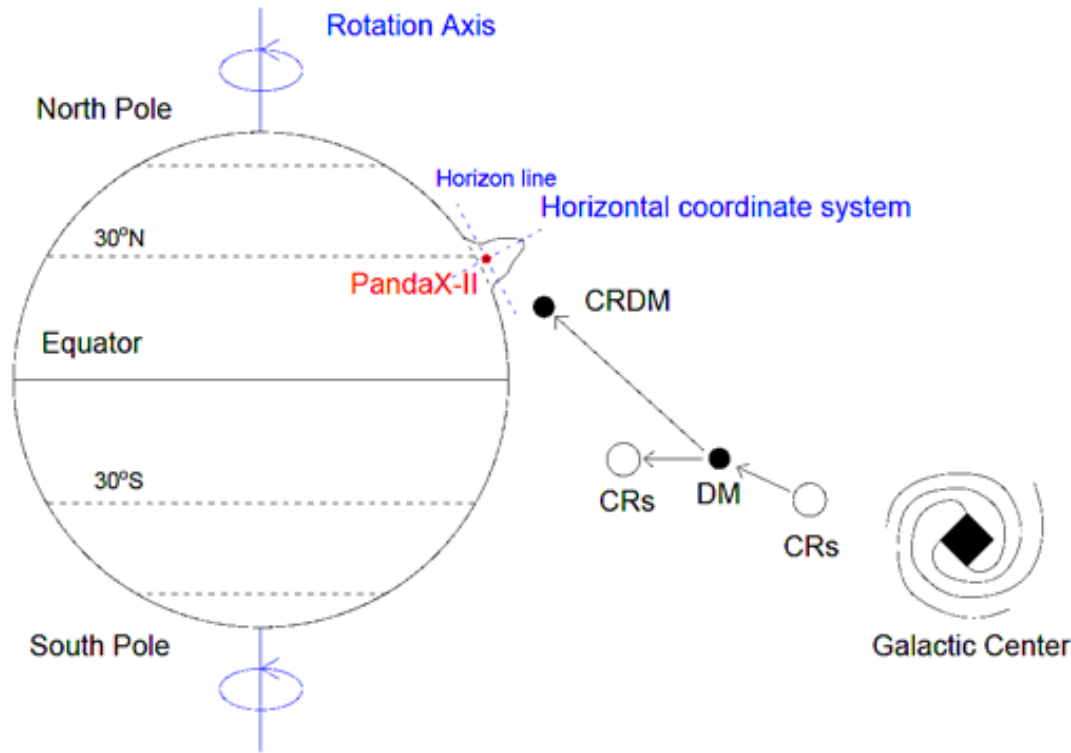 Rotation Axis
North Pole
Horizon line
Horizontal coordinate system
30°N
PandaX-II
CRDM
Equator
30°S
CRs
DM
CRs
South Pole
Galactic Center